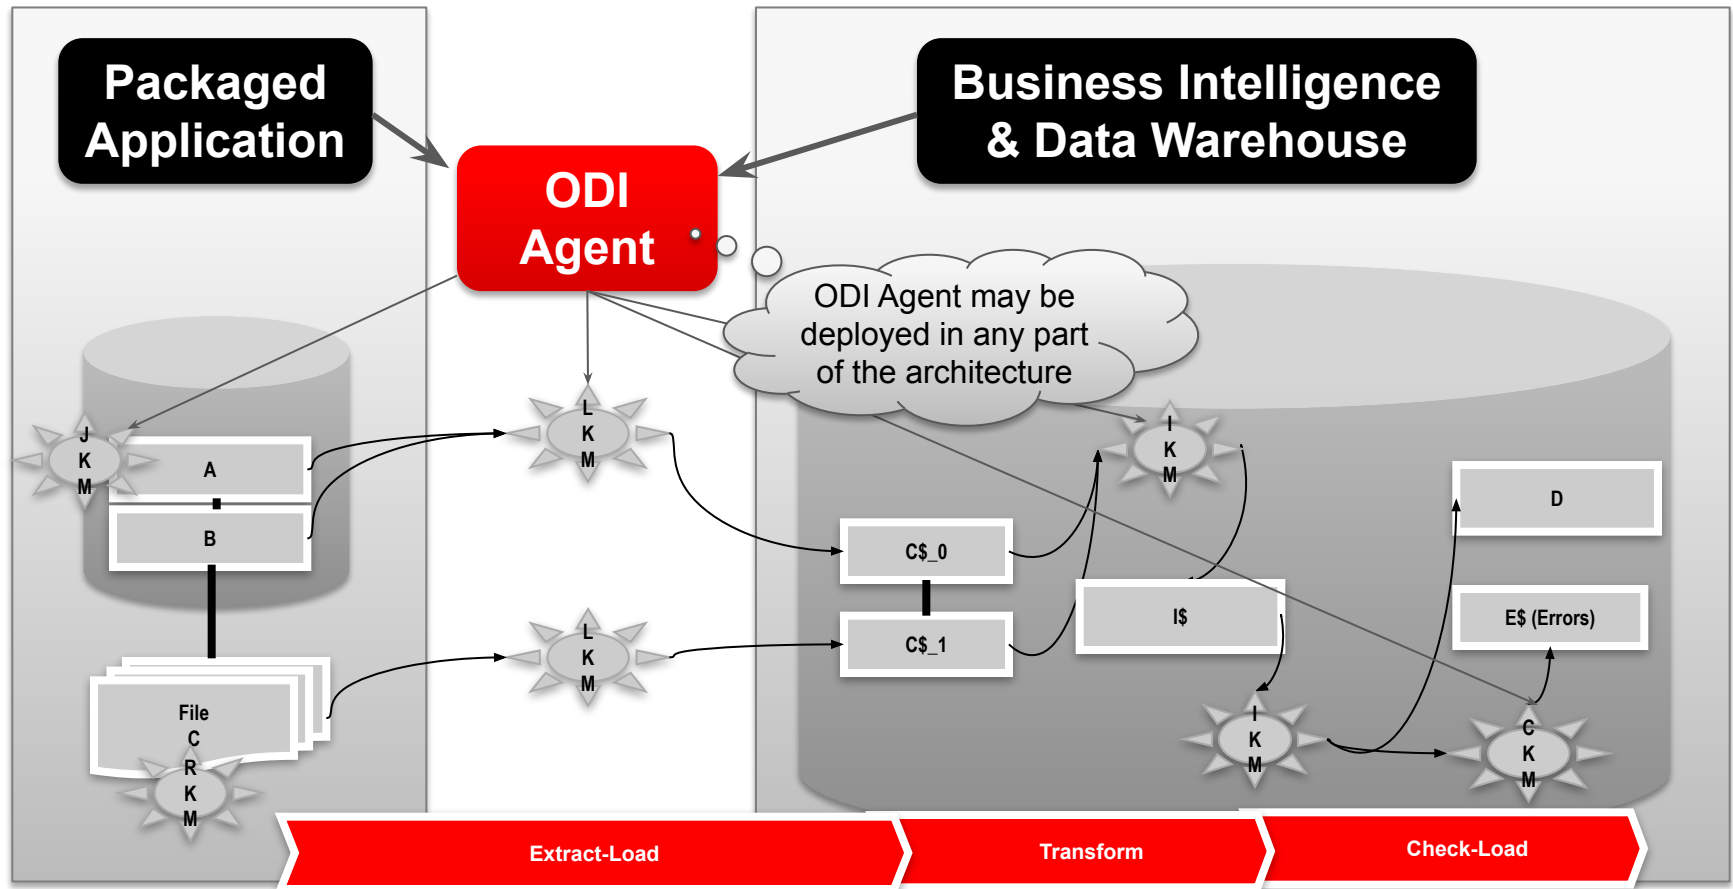 Packaged
Application
Business Intelligence
& Data Warehouse
ODI
Agent
ODI Agent may be
deployed in any part
of the architecture
J
K
M
A
B
File
C
R
K
M
L
K
M
L
K
M
C$_0
C$_1
I
K
M
I$
I
K
M
D
E$ (Errors)
C
K
M
Extract-Load
Transform
Check-Load